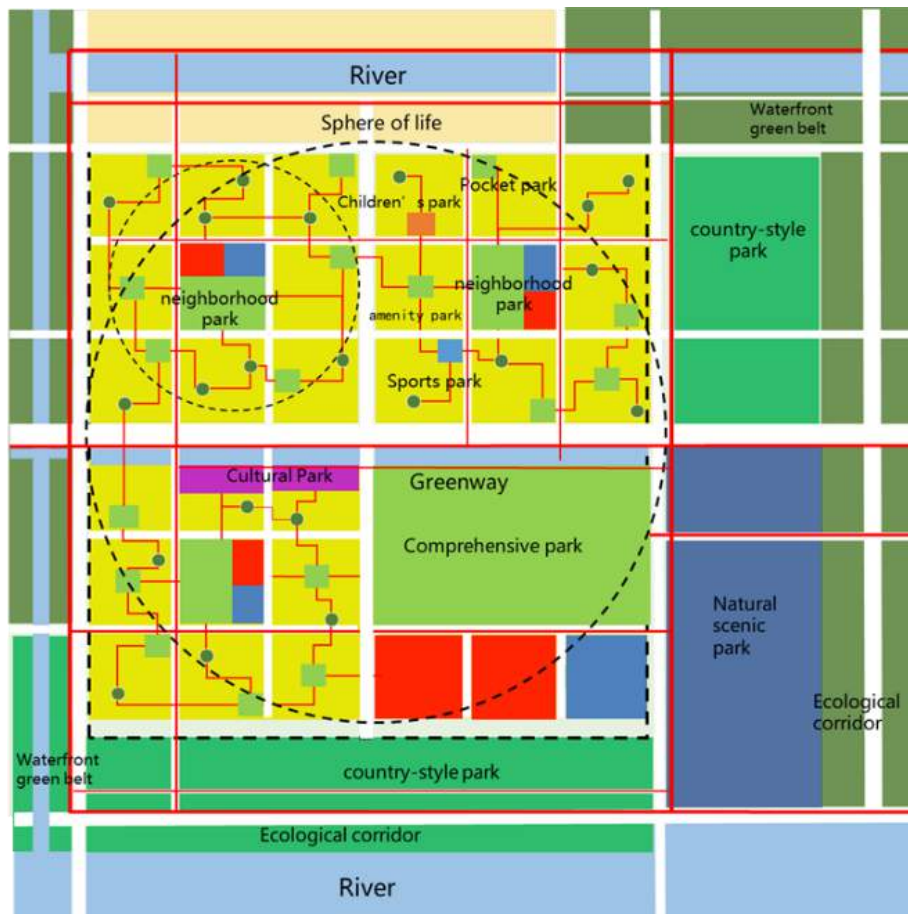 River
Sphere of life
Waterfront
green belt
Pocket park
Children' s park
country-style
park
neighborhood
park
neighborhood
park
amenity park
Sports park
Cultural Park
Greenway
Comprehensive park
Natural
scenic
park
Ecological
corridor
Waterfront
green belt
country-style park
Ecological corridor
River